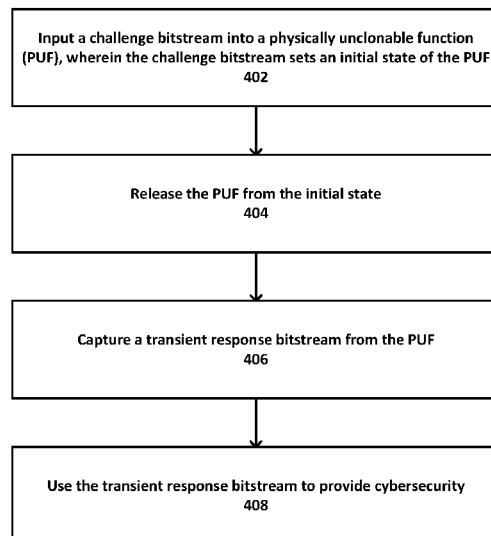 Input a challenge bitstream into a physically unclonable function
(PUF), wherein the challenge bitstream sets an initial state of the PUF
402
Release the PUF from the initial state
404
Capture a transient response bitstream from the PUF
406
Use the transient response bitstream to provide cybersecurity
408